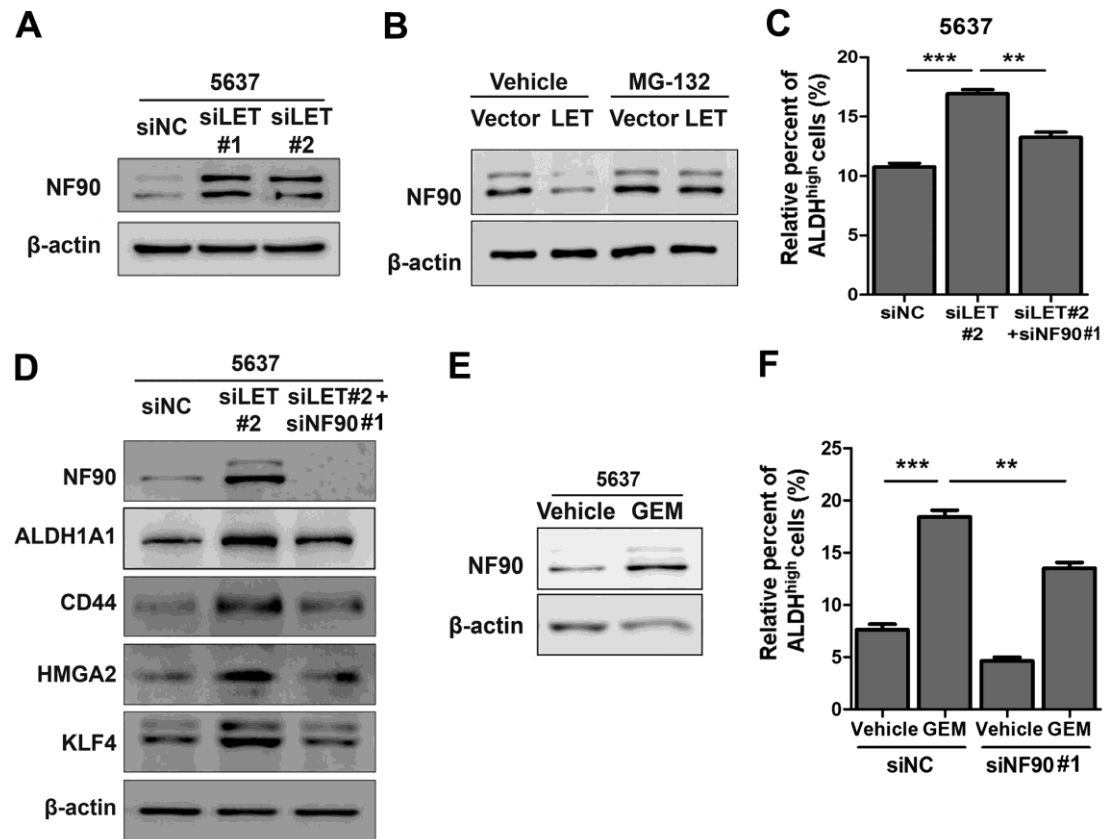 A
5637
siNC
siLET
#1
siLET
#2
NF90
β-actin
B
Vehicle
MG-132
Vector LET
Vector LET
NF90
β-actin
C
5637
Relative percent of
ALDHhigh cells (%)
20
15
10
5
0
***
**
siNC
siLET
#2
siLET#2
+siNF90#1
D
5637
siNC
siLET
#2
siLET#2+
siNF90#1
NF90
ALDH1A1
CD44
HMGA2
KLF4
β-actin
E
5637
Vehicle GEM
NF90
β-actin
F
Relative percent of
ALDHhigh cells (%)
20
15
10
5
0
***
**
Vehicle GEM
Vehicle GEM
siNC
siNF90#1